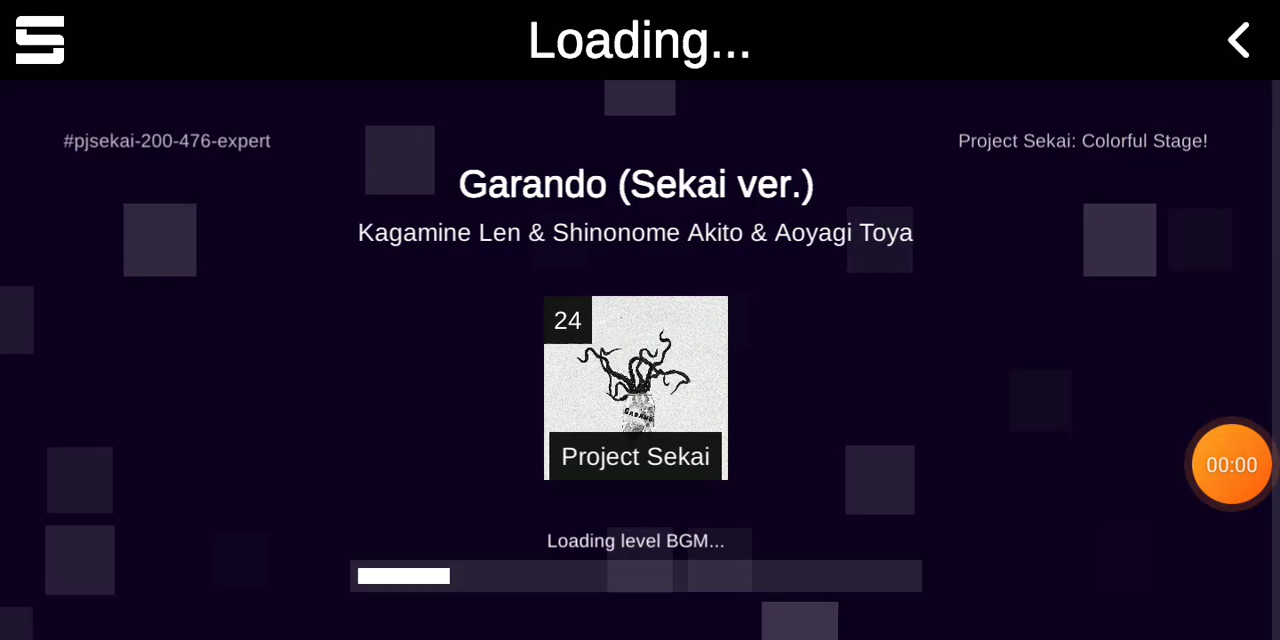 Loading...
#pjsekai-200-476-expert
Project Sekai: Colorful Stage!
Garando (Sekai ver.)
Kagamine Len & Shinonome Akito & Aoyagi Toya
24
Project Sekai
00:00
Loading level BGM...